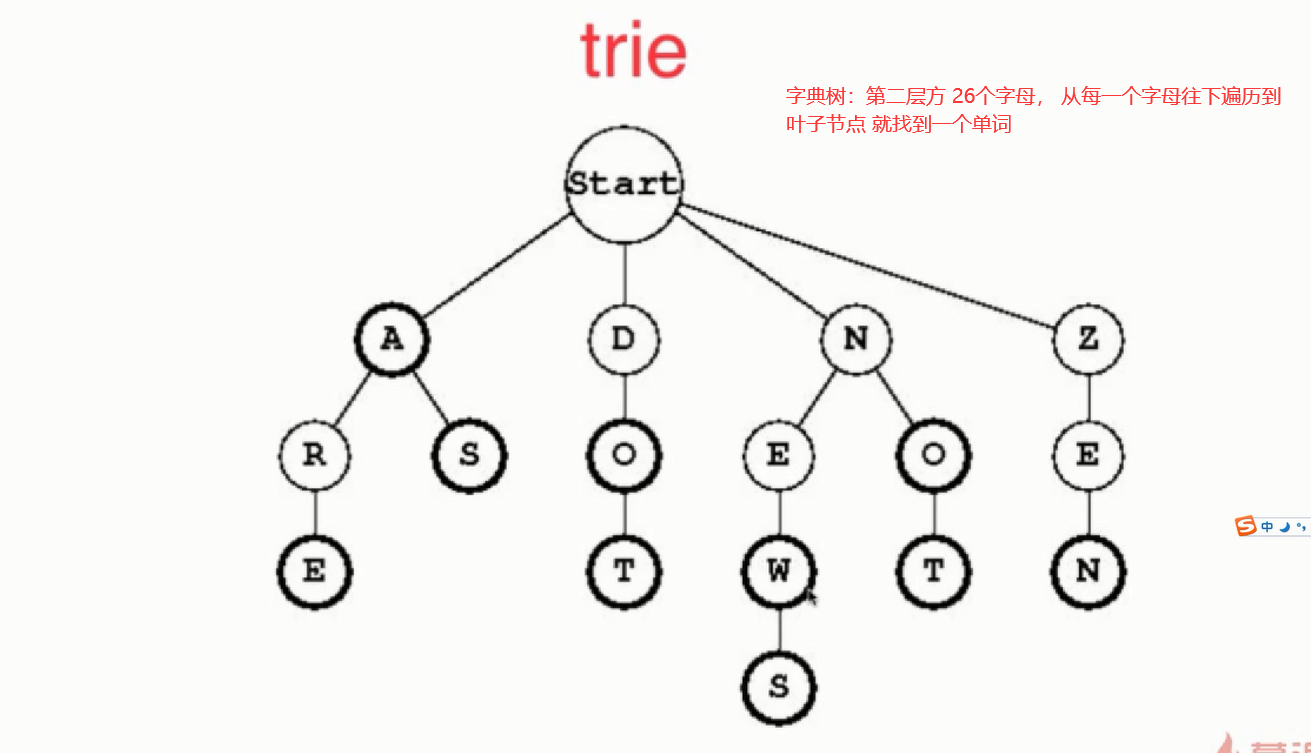 trie
字典树：第二层方 26个字母， 从每一个字母往下遍历到
叶子节点 就找到一个单词
Start
A D N Z
R S O E O E
E T W T N
S
中